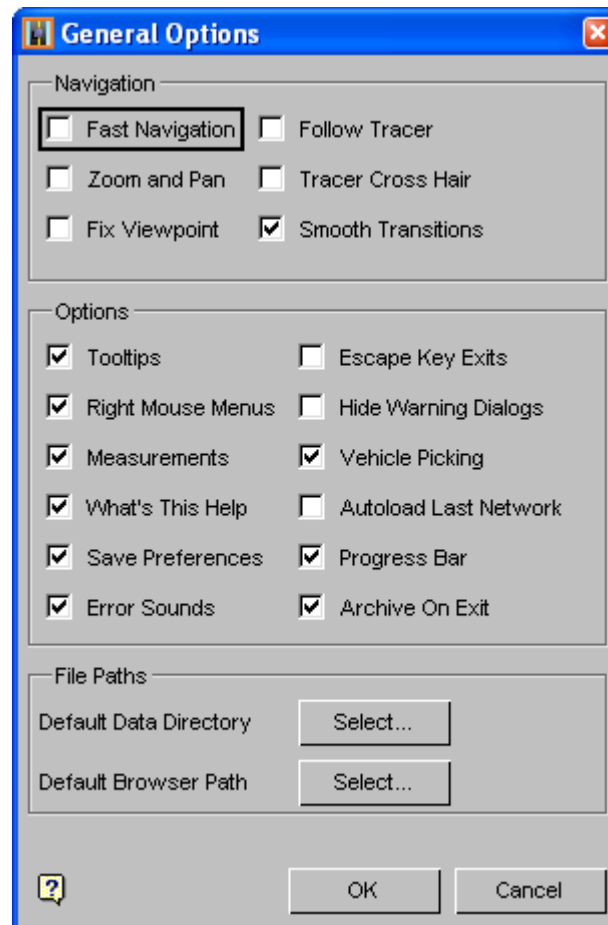 General Options
Navigation
Fast Navigation
Follow Tracer
Zoom and Pan
Tracer Cross Hair
Fix Viewpoint
Smooth Transitions
Options
Tooltips
Escape Key Exits
Right Mouse Menus
Hide Warning Dialogs
Measurements
Vehicle Picking
What's This Help
Autoload Last Network
Save Preferences
Progress Bar
Error Sounds
Archive On Exit
File Paths
Default Data Directory
Select...
Default Browser Path
Select...
?
OK
Cancel